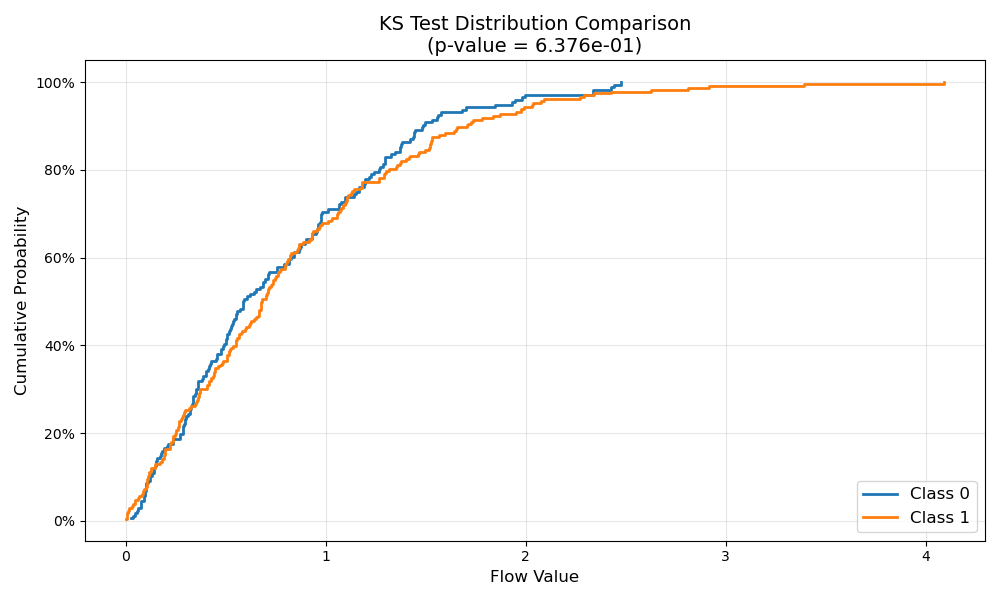 KS Test Distribution Comparison
(p-value = 6.376e-01)
Cumulative Probability
100%
80%
60%
40%
20%
0%
0 1 2 3 4
Flow Value
Class 0
Class 1